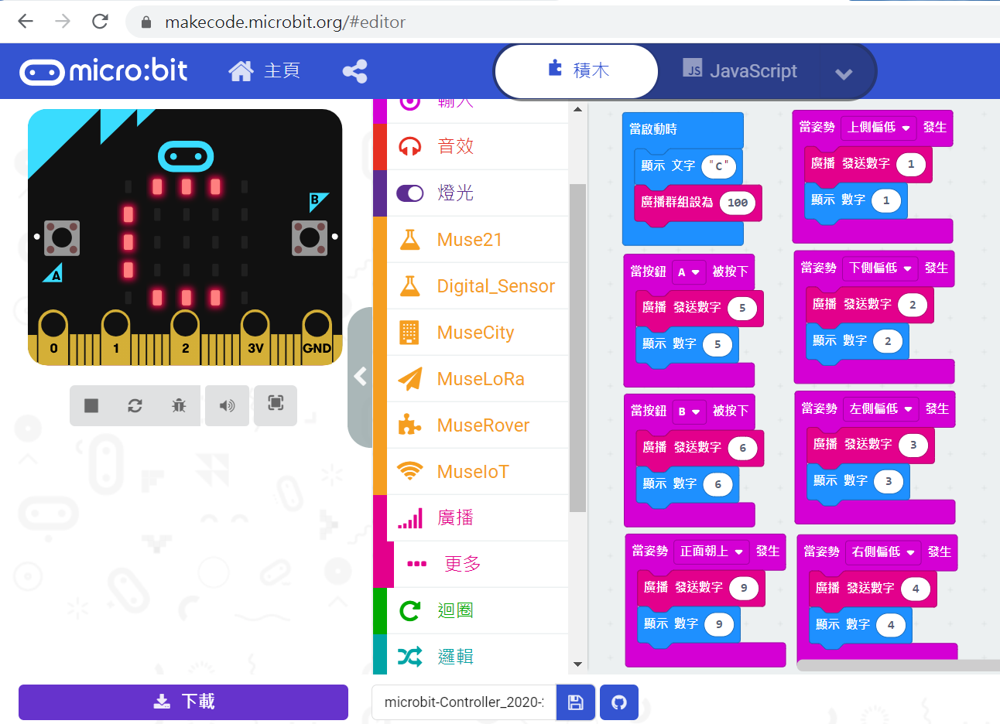 makecode.microbit.org/#editor
micro:bit
主頁
積木
JS JavaScript
輸入
音效
燈光
Muse21
Digital_Sensor
MuseCity
MuseLoRa
MuseRover
MuseIoT
廣播
更多
迴圈
邏輯
A
B
0 1 2 3V GND
當啟動時
顯示 文字 "C"
廣播群組設為 100
當按鈕 A 被按下
廣播 發送數字 5
顯示 數字 5
當按鈕 B 被按下
廣播 發送數字 6
顯示 數字 6
當姿勢 正面朝上 發生
廣播 發送數字 9
顯示 數字 9
當姿勢 上側偏低 發生
廣播 發送數字 1
顯示 數字 1
當姿勢 下側偏低 發生
廣播 發送數字 2
顯示 數字 2
當姿勢 左側偏低 發生
廣播 發送數字 3
顯示 數字 3
當姿勢 右側偏低 發生
廣播 發送數字 4
顯示 數字 4
下載
microbit-Controller_2020-